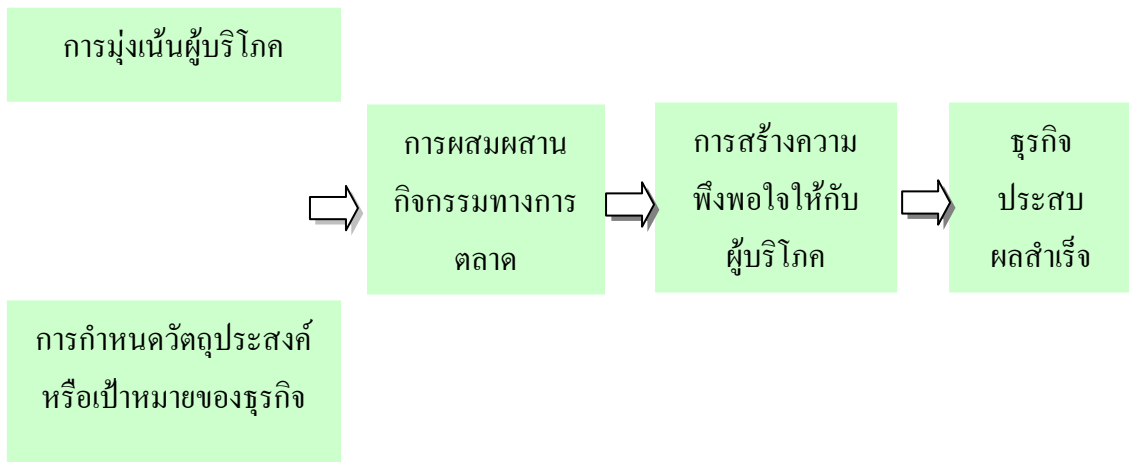 การมุ่งเน้นผู้บริโภค
การผสมผสาน
กิจกรรมทางการ
ตลาด
การสร้างความ
พึงพอใจให้กับ
ผู้บริโภค
ธุรกิจ
ประสบ
ผลสำเร็จ
การกำหนดวัตถุประสงค์
หรือเป้าหมายของธุรกิจ